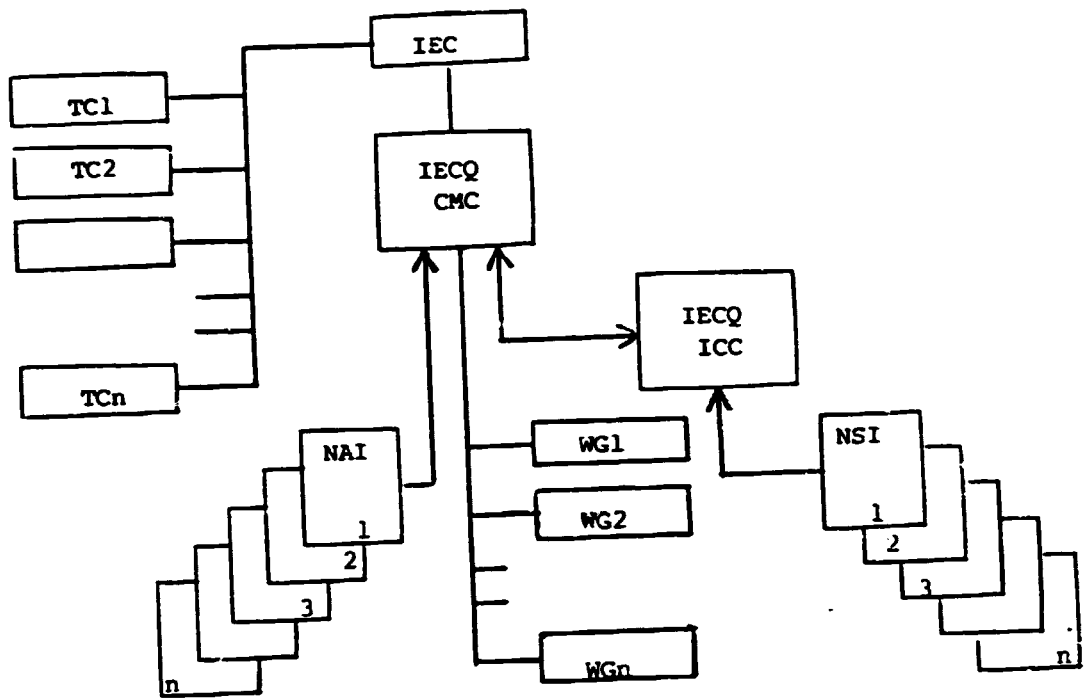 IEC
TC1
TC2
TCn
IECQ
CMC
IECQ
ICC
WG1
WG2
WGn
NAI
1
2
3
n
NSI
1
2
3
n